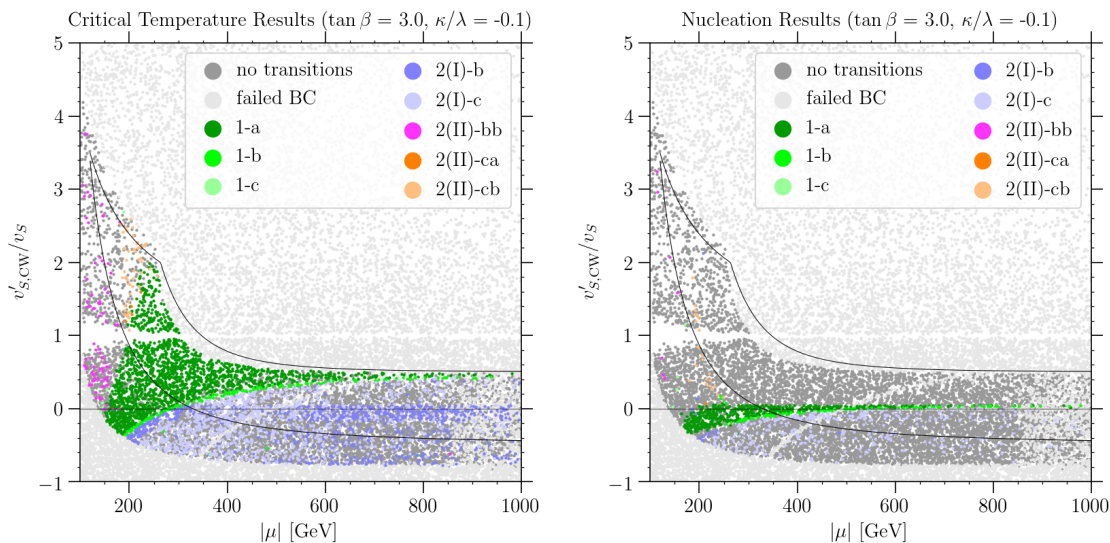 Critical Temperature Results (tan β = 3.0, κ/λ = -0.1)
5
4
3
2
1
0
−1
v′S,CW/vS
no transitions
failed BC
1-a
1-b
1-c
2(I)-b
2(I)-c
2(II)-bb
2(II)-ca
2(II)-cb
200
400
600
800
1000
|μ| [GeV]
Nucleation Results (tan β = 3.0, κ/λ = -0.1)
5
4
3
2
1
0
−1
v′S,CW/vS
no transitions
failed BC
1-a
1-b
1-c
2(I)-b
2(I)-c
2(II)-bb
2(II)-ca
2(II)-cb
200
400
600
800
1000
|μ| [GeV]